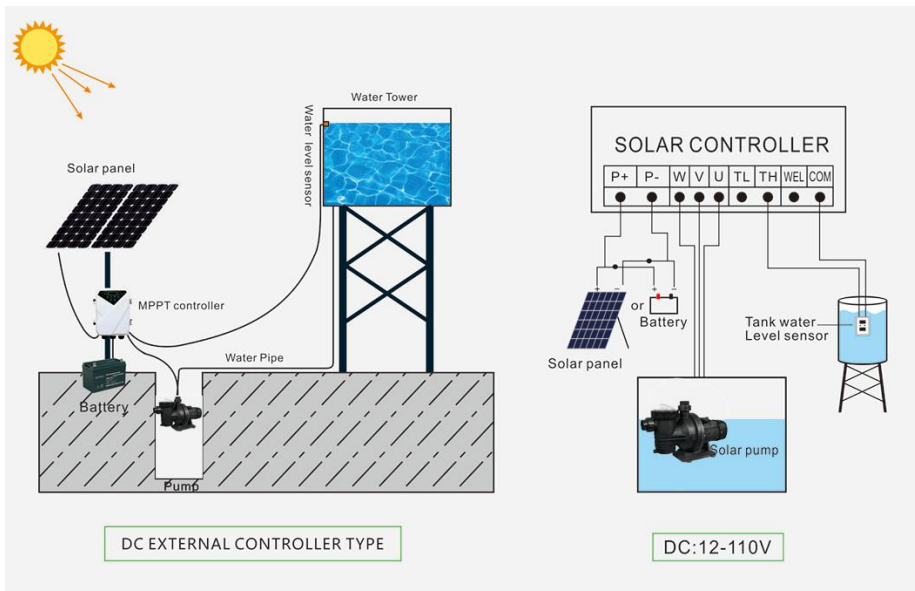 Water Tower
Water level sensor
Solar panel
MPPT controller
Water Pipe
Battery
Pump
DC EXTERNAL CONTROLLER TYPE
SOLAR CONTROLLER
P+ P- W V U TL TH WEL COM
+ − + −
or
Battery
Solar panel
Tank water
Level sensor
Solar pump
DC:12-110V